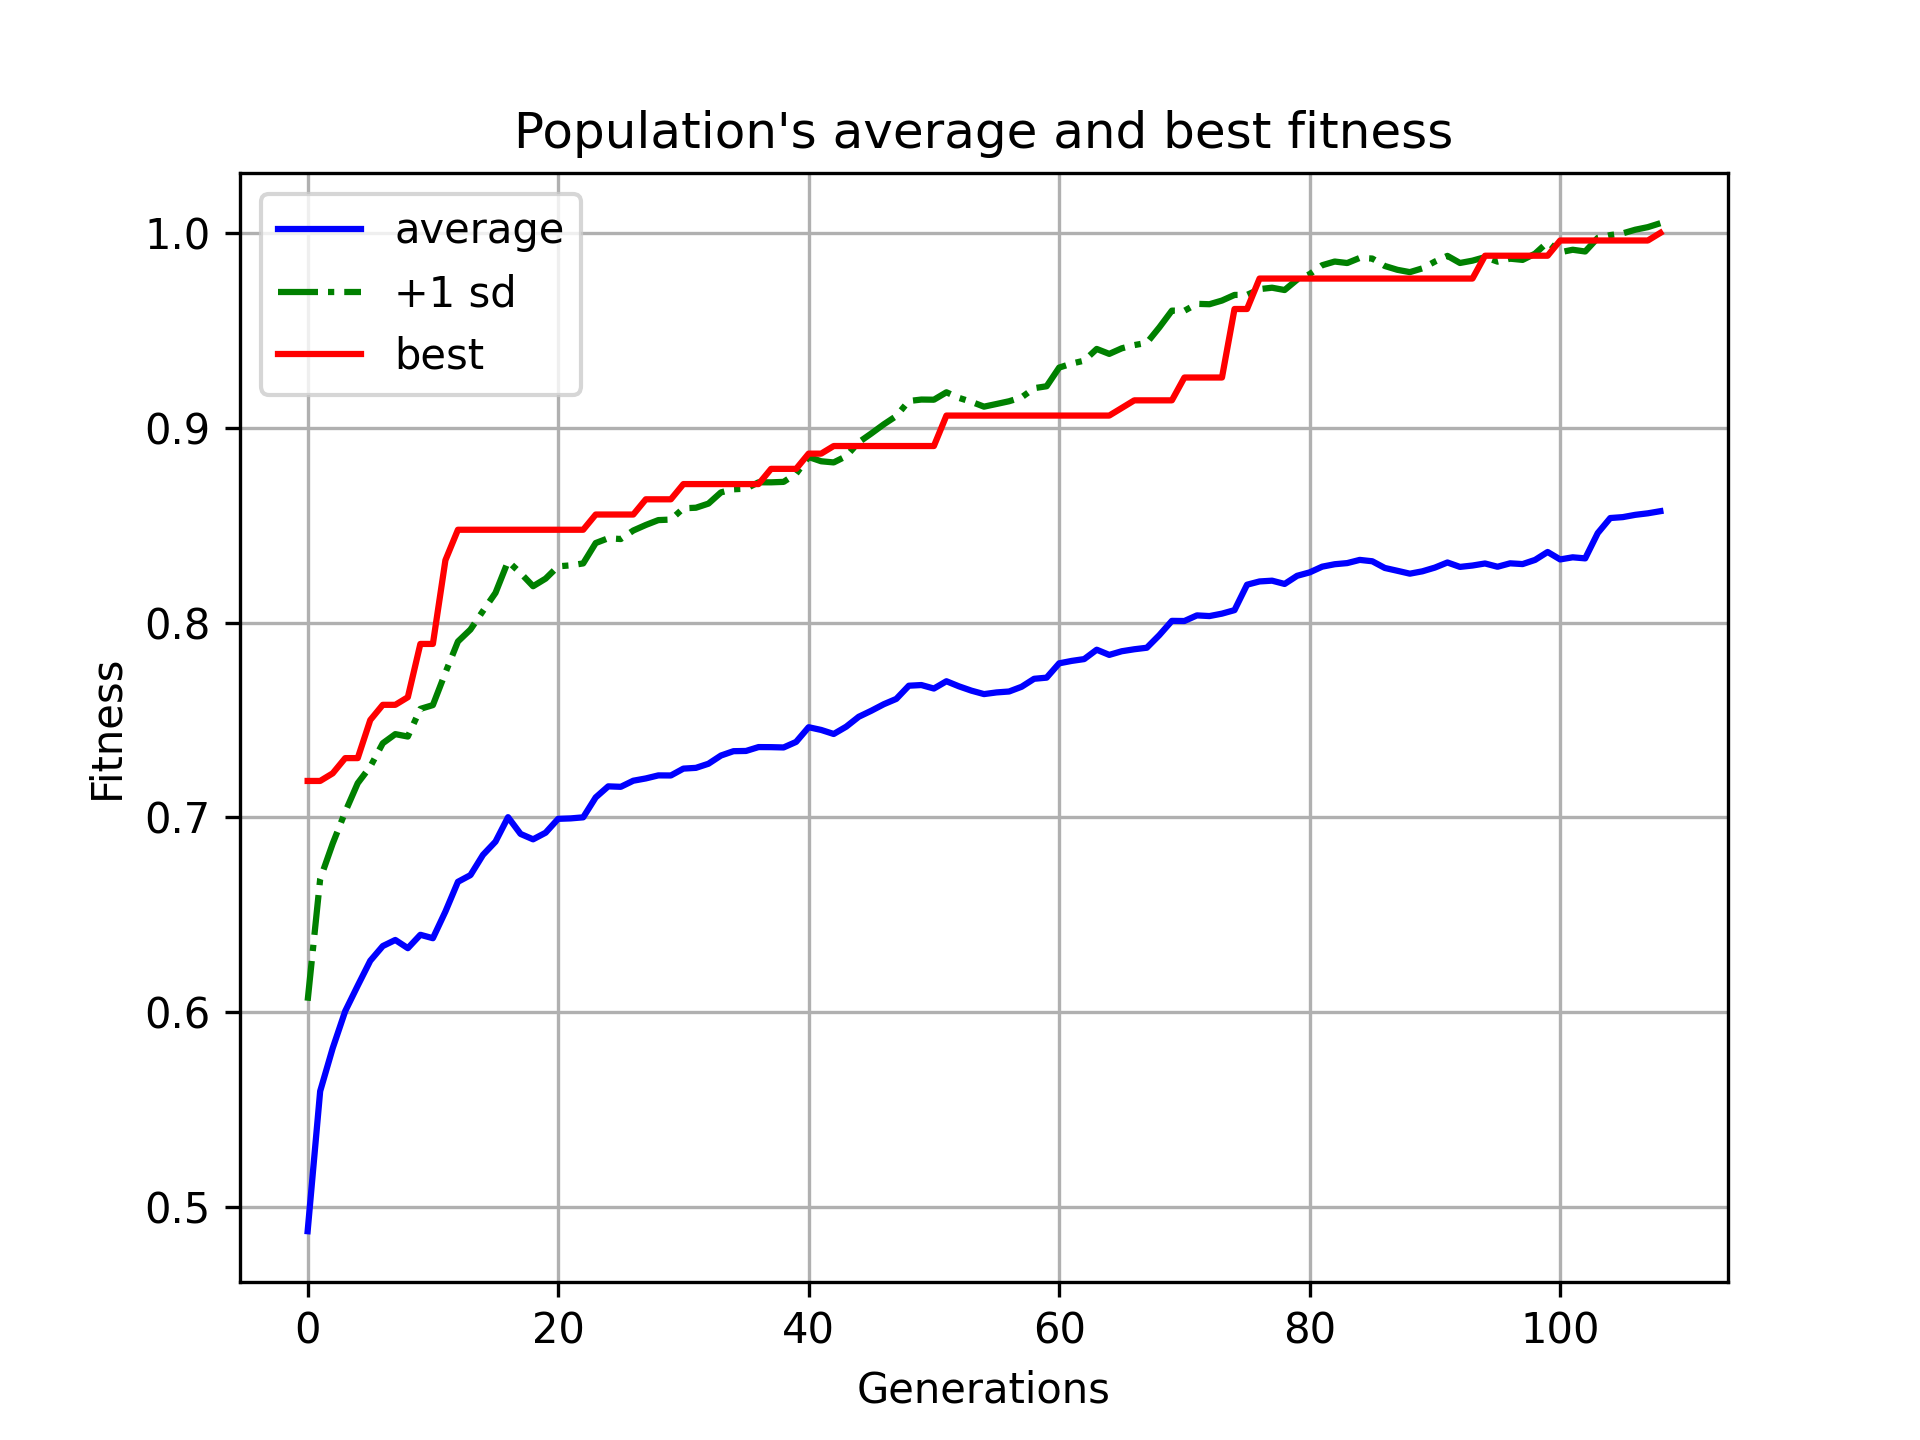 Population's average and best fitness
average
+1 sd
best
1.0
0.9
0.8
0.7
0.6
0.5
Fitness
0 20 40 60 80 100
Generations